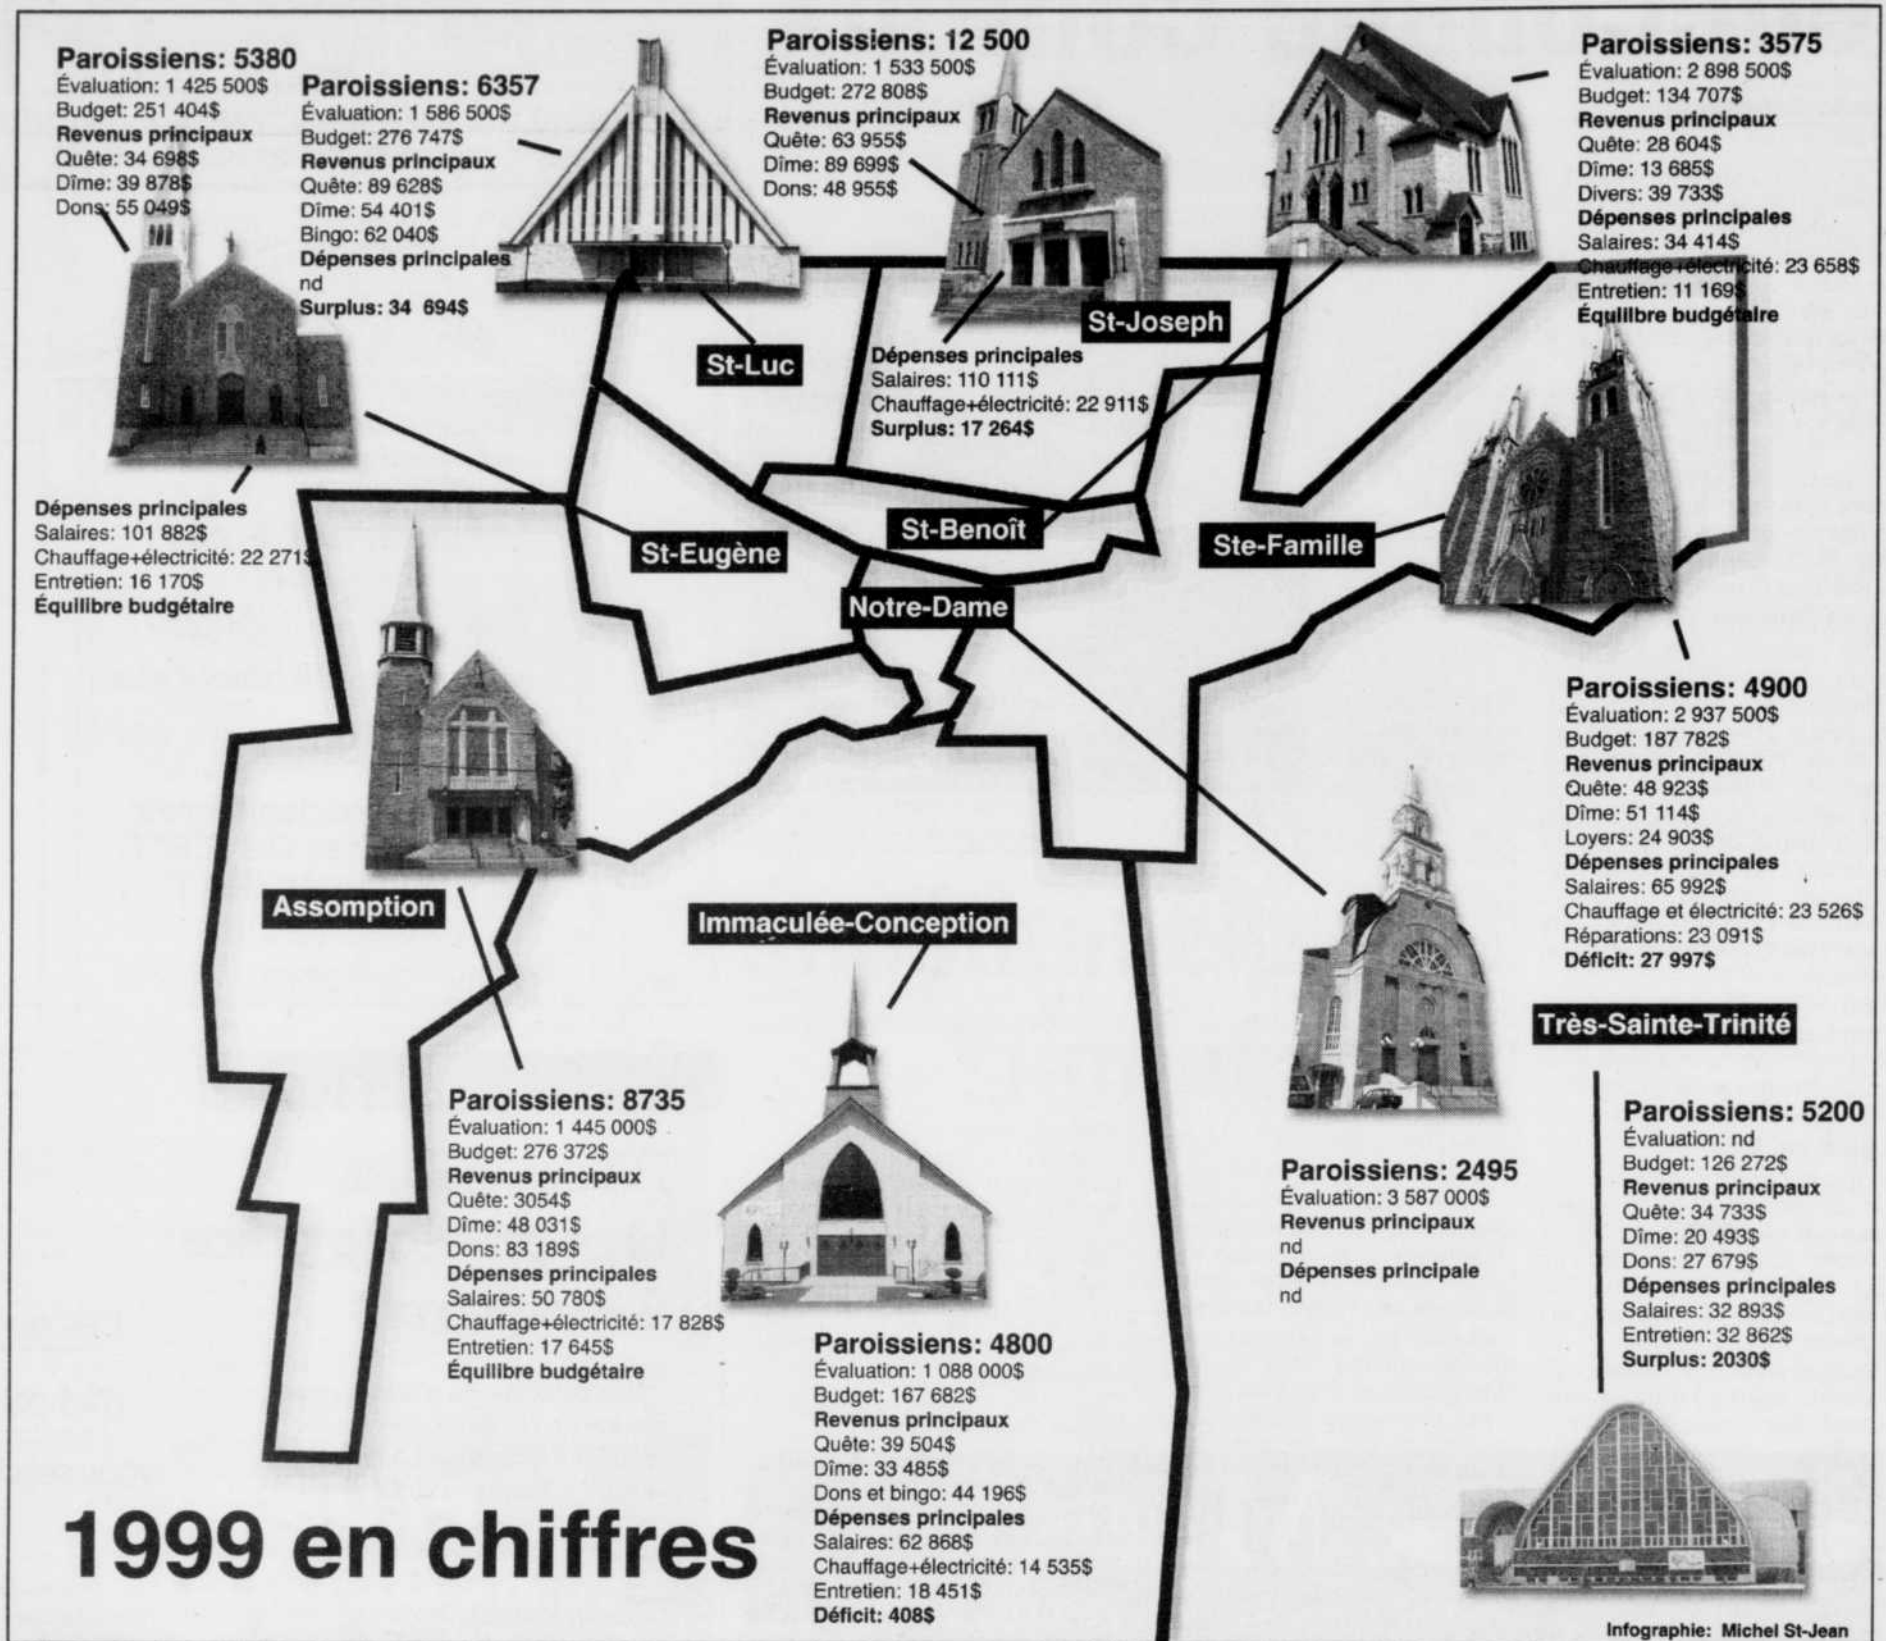 Paroissiens: 5380
Évaluation: 1 425 500$
Budget: 251 404$
Revenus principaux
Quête: 34 698$
Dîme: 39 878$
Dons: 55 049$
Dépenses principales
Salaires: 101 882$
Chauffage+électricité: 22 271$
Entretien: 16 170$
Équilibre budgétaire
Paroissiens: 6357
Évaluation: 1 586 500$
Budget: 276 747$
Revenus principaux
Quête: 89 628$
Dîme: 54 401$
Bingo: 62 040$
Dépenses principales
nd
Surplus: 34 694$
Paroissiens: 12 500
Évaluation: 1 533 500$
Budget: 272 808$
Revenus principaux
Quête: 63 955$
Dîme: 89 699$
Dons: 48 955$
Dépenses principales
Salaires: 110 111$
Chauffage+électricité: 22 911$
Surplus: 17 264$
Paroissiens: 3575
Évaluation: 2 898 500$
Budget: 134 707$
Revenus principaux
Quête: 28 604$
Dîme: 13 685$
Divers: 39 733$
Dépenses principales
Salaires: 34 414$
Chauffage+électricité: 23 658$
Entretien: 11 169$
Équilibre budgétaire
St-Luc
St-Joseph
St-Eugène
St-Benoît
Ste-Famille
Notre-Dame
Paroissiens: 4900
Évaluation: 2 937 500$
Budget: 187 782$
Revenus principaux
Quête: 48 923$
Dîme: 51 114$
Loyers: 24 903$
Dépenses principales
Salaires: 65 992$
Chauffage et électricité: 23 526$
Réparations: 23 091$
Déficit: 27 997$
Assomption
Immaculée-Conception
Très-Sainte-Trinité
Paroissiens: 8735
Évaluation: 1 445 000$
Budget: 276 372$
Revenus principaux
Quête: 3054$
Dîme: 48 031$
Dons: 83 189$
Dépenses principales
Salaires: 50 780$
Chauffage+électricité: 17 828$
Entretien: 17 645$
Équilibre budgétaire
Paroissiens: 4800
Évaluation: 1 088 000$
Budget: 167 682$
Revenus principaux
Quête: 39 504$
Dîme: 33 485$
Dons et bingo: 44 196$
Dépenses principales
Salaires: 62 868$
Chauffage+électricité: 14 535$
Entretien: 18 451$
Déficit: 408$
Paroissiens: 2495
Évaluation: 3 587 000$
Revenus principaux
nd
Dépenses principale
nd
Paroissiens: 5200
Évaluation: nd
Budget: 126 272$
Revenus principaux
Quête: 34 733$
Dîme: 20 493$
Dons: 27 679$
Dépenses principales
Salaires: 32 893$
Entretien: 32 862$
Surplus: 2030$
1999 en chiffres
Infographie: Michel St-Jean